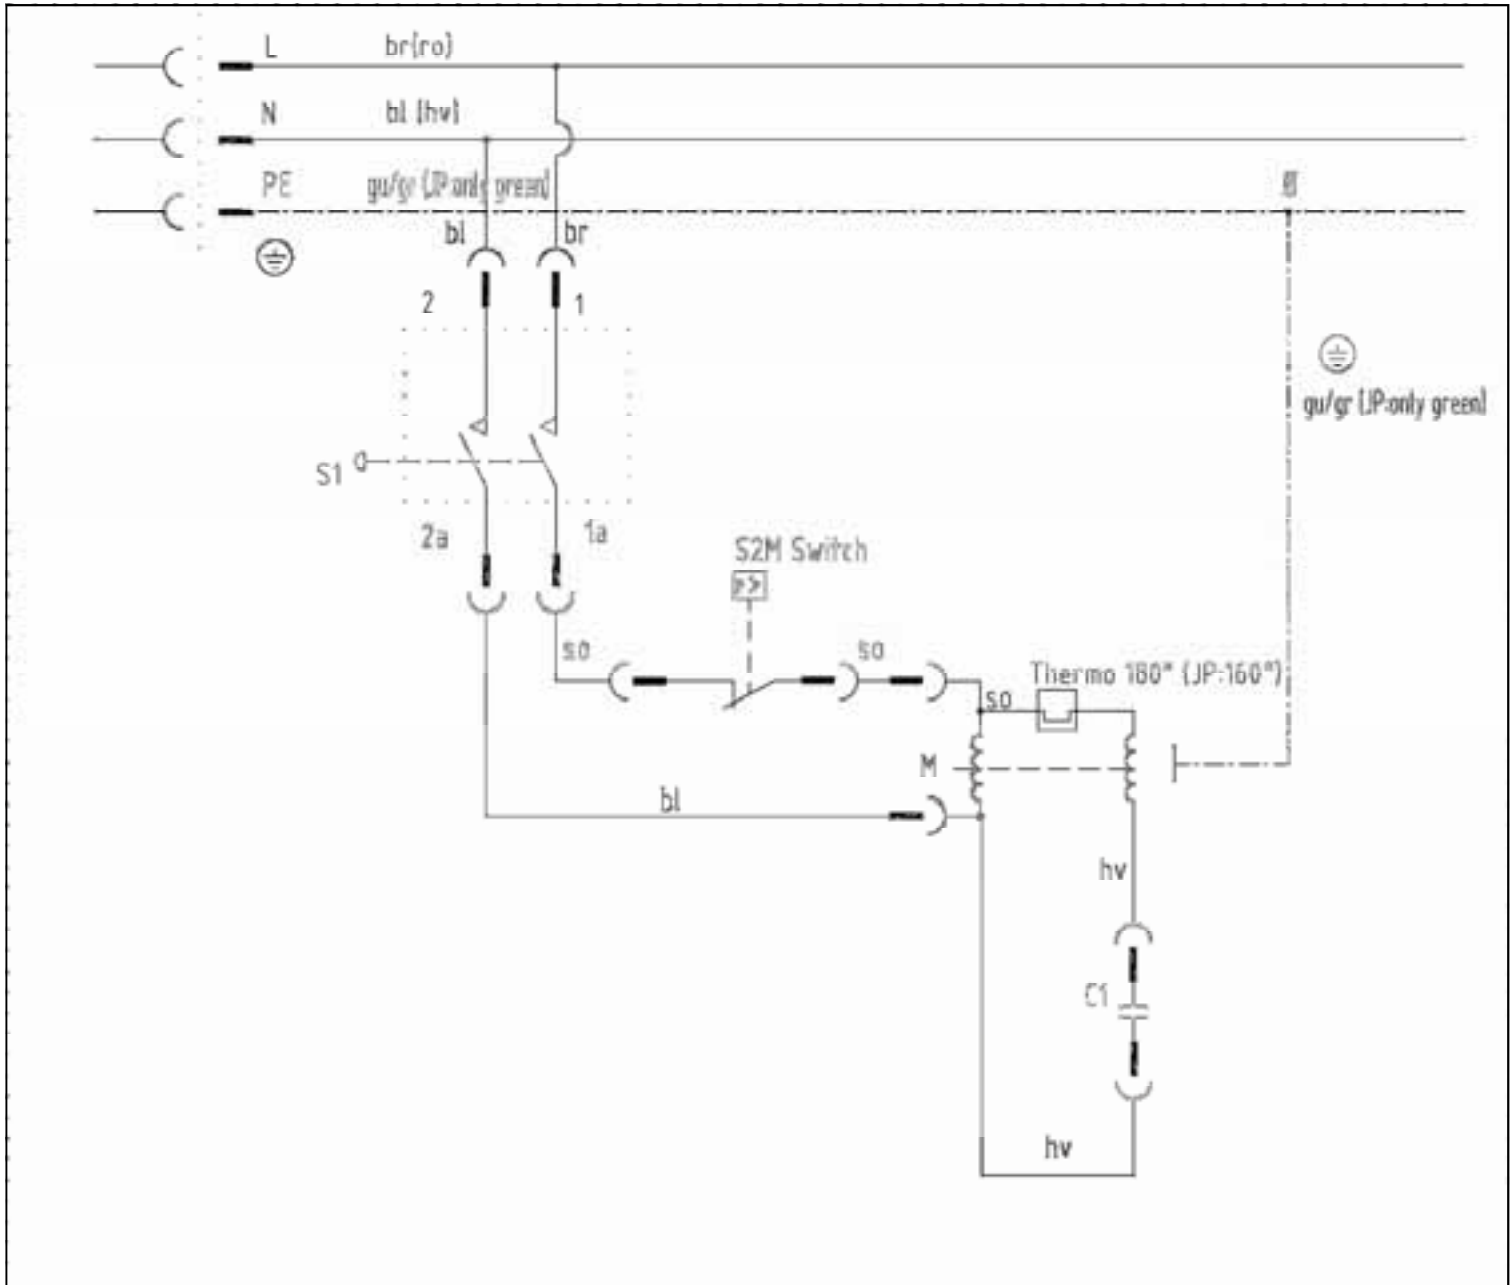 L br(ro)
N bl (hv)
PE gu/gr (JP:only green)
bl br
2 1
gu/gr (JP:only green)
S1
2a 1a
S2M Switch
so so
Thermo 180° (JP:160°)
so
M
bl
hv
C1
hv